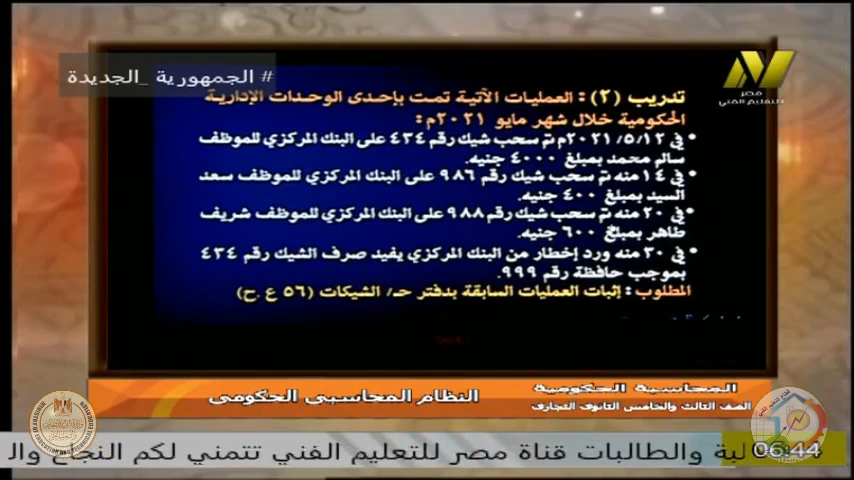 # الجمهورية _الجديدة
مصر
للتعليم الفني
تدريب (٢) : العمليات الآتية تمت بإحدى الوحدات الإدارية
الحكومية خلال شهر مايو ٢٠٢١م :
• في ٢٠٢١/٥/١٢م تم سحب شيك رقم ٤٣٤ على البنك المركزي للموظف
سالم محمد بمبلغ ٤٠٠٠ جنيه.
• في ١٤ منه تم سحب شيك رقم ٩٨٦ على البنك المركزي للموظف سعد
السيد بمبلغ ٤٠٠ جنيه.
• في ٢٠ منه تم سحب شيك رقم ٩٨٨ على البنك المركزي للموظف شريف
طاهر بمبلغ ٦٠٠ جنيه.
• في ٣٠ منه ورد إخطار من البنك المركزي يفيد صرف الشيك رقم ٤٣٤
بموجب حافظة رقم ٩٩٩.
المطلوب : إثبات العمليات السابقة بدفتر حـ/ الشيكات (٥٦ ع.ح)
المحاسبة الحكومية
الصف الثالث والخامس الثانوى التجارى
النظام المحاسبى الحكومى
لبة والطالبات قناة مصر للتعليم الفني تتمني لكم النجاح وال
06:44